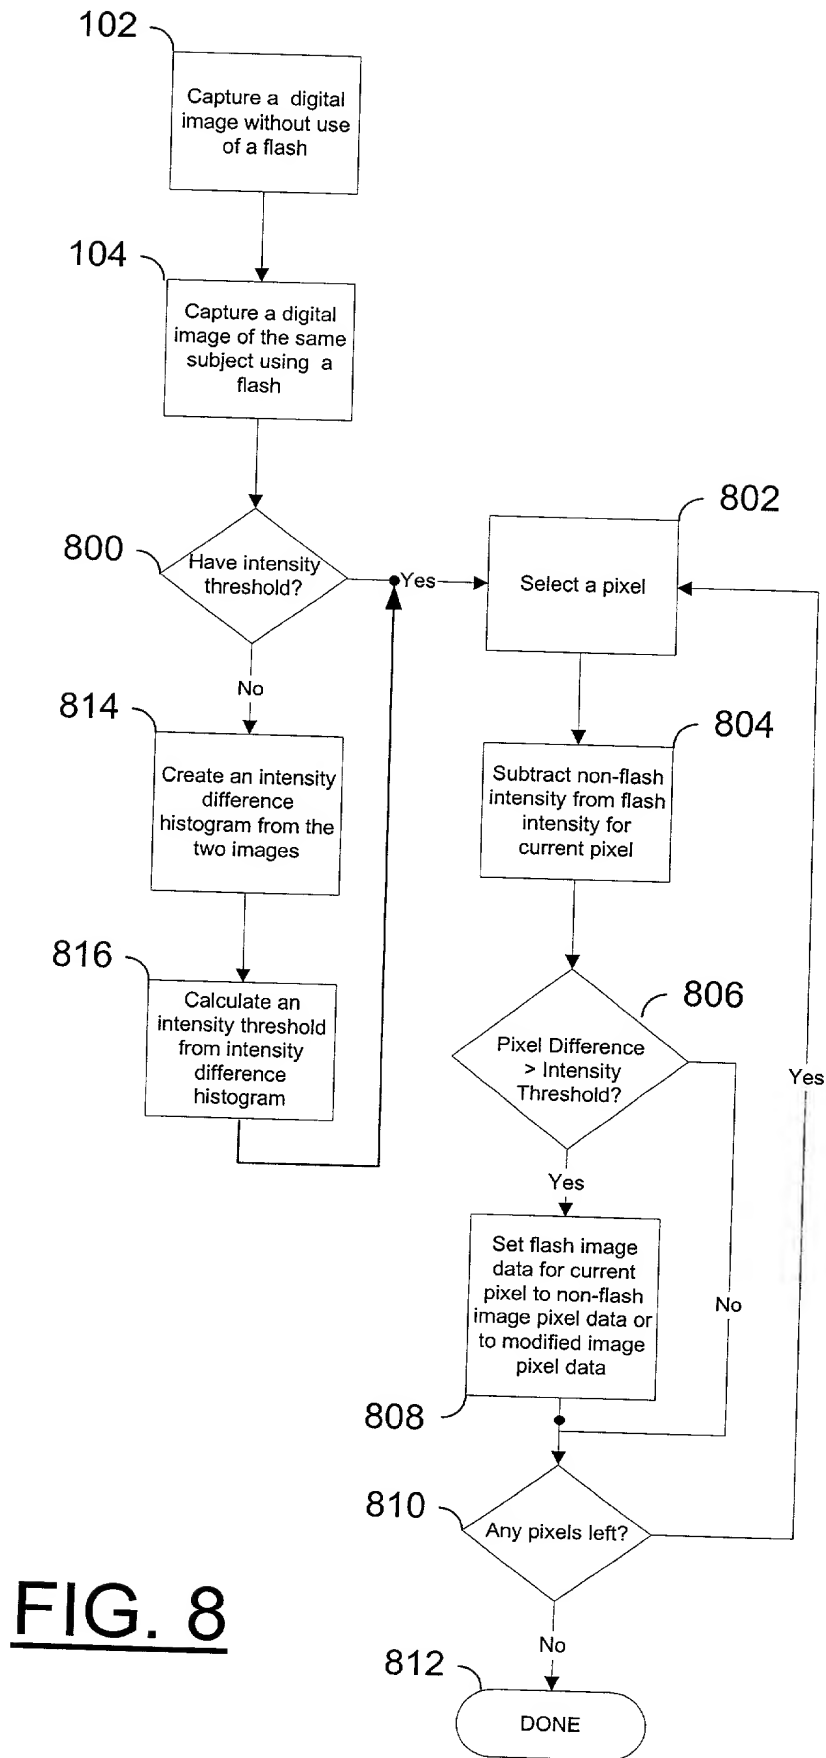 102
Capture a digital
image without use
of a flash
104
Capture a digital
image of the same
subject using a
flash
800
Have intensity
threshold?
Yes
No
802
Select a pixel
814
Create an intensity
difference
histogram from the
two images
804
Subtract non-flash
intensity from flash
intensity for
current pixel
816
Calculate an
intensity threshold
from intensity
difference
histogram
806
Pixel Difference
> Intensity
Threshold?
Yes
Yes
Set flash image
data for current
pixel to non-flash
image pixel data or
to modified image
pixel data
No
808
810
Any pixels left?
No
812
DONE
FIG. 8